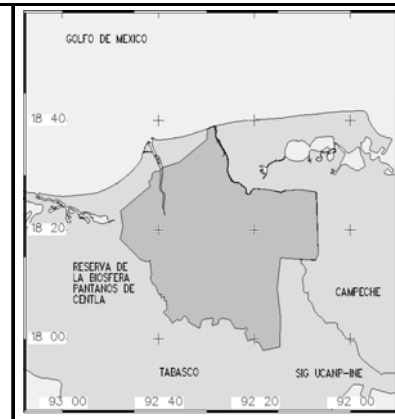 GOLFO DE MEXICO
18 40
18 20
RESERVA DE
LA BIOSFERA
PANTANOS DE
CENTLA
CAMPECHE
18 00
TABASCO
SIG UCANP-INE
93 00
92 40
92 20
92 00